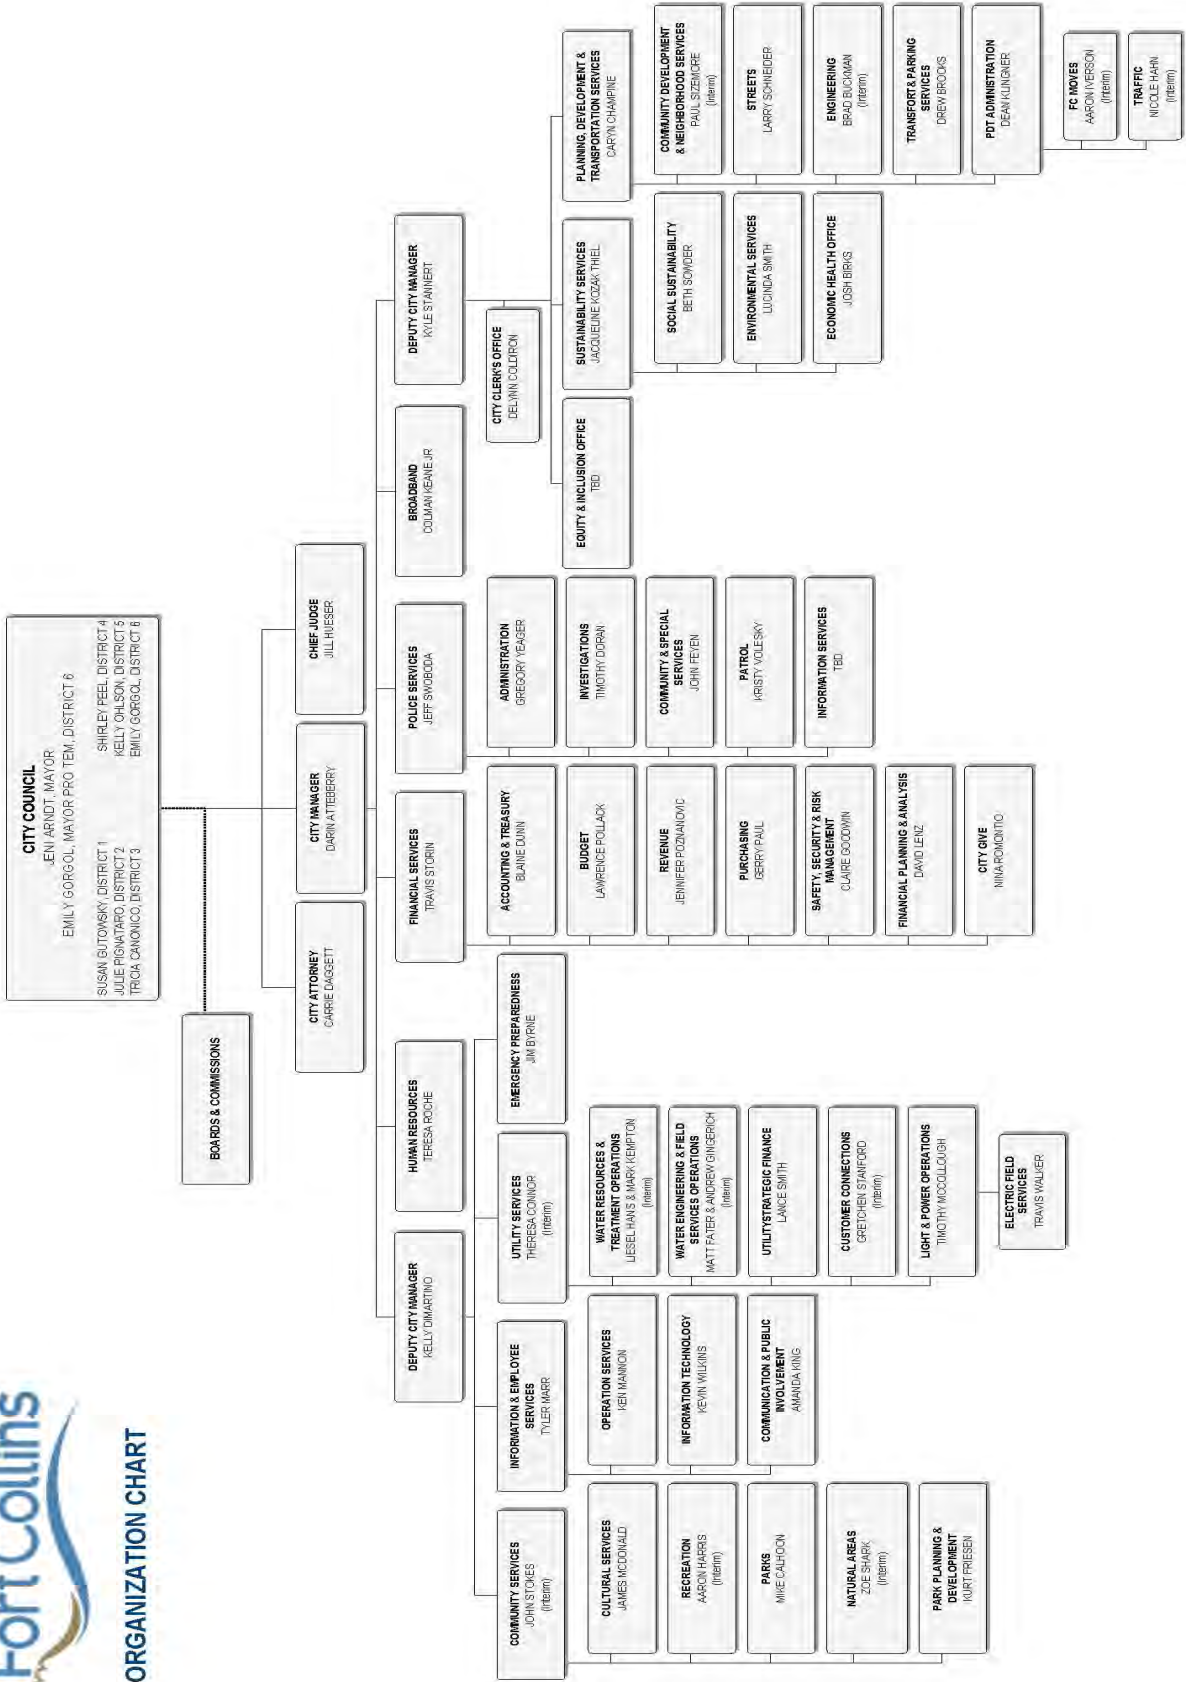 Fort Collins
ORGANIZATION CHART
CITY COUNCIL
JENI ARNDT, MAYOR
EMILY GORGOL, MAYOR PRO TEM, DISTRICT 6
SUSAN GUTOWSKY, DISTRICT 1
JULIE PIGNATARO, DISTRICT 2
TRICIA CANONICO, DISTRICT 3
SHIRLEY PEEL, DISTRICT 4
KELLY OHLSON, DISTRICT 5
EMILY GORGOL, DISTRICT 6
BOARDS & COMMISSIONS
CITY ATTORNEY
CARRIE DAGGETT
CITY MANAGER
DARIN ATTEBERRY
CHIEF JUDGE
JILL HUESER
DEPUTY CITY MANAGER
KELLY DIMARTINO
HUMAN RESOURCES
TERESA ROCHE
FINANCIAL SERVICES
TRAVIS STORIN
POLICE SERVICES
JEFF SWOBODA
BROADBAND
COLMAN KEANE JR
DEPUTY CITY MANAGER
KYLE STANNERT
COMMUNITY SERVICES
JOHN STOKES
(Interim)
CULTURAL SERVICES
JAMES MCDONALD
RECREATION
AARON HARRIS
(Interim)
PARKS
MIKE CALHOON
NATURAL AREAS
ZOE SHARK
(Interim)
PARK PLANNING &
DEVELOPMENT
KURT FRIESEN
INFORMATION & EMPLOYEE
SERVICES
TYLER MARR
OPERATION SERVICES
KEN MANNON
INFORMATION TECHNOLOGY
KEVIN WILKINS
COMMUNICATION & PUBLIC
INVOLVEMENT
AMANDA KING
UTILITY SERVICES
THERESA CONNOR
(Interim)
WATER RESOURCES &
TREATMENT OPERATIONS
LIESEL HANS & MARK KEMPTON
(Interim)
WATER ENGINEERING & FIELD
SERVICES OPERATIONS
MATT FATER & ANDREW GINGERICH
(Interim)
UTILITY STRATEGIC FINANCE
LANCE SMITH
CUSTOMER CONNECTIONS
GRETCHEN STANFORD
(Interim)
LIGHT & POWER OPERATIONS
TIMOTHY MCCOLLOUGH
ELECTRIC FIELD
SERVICES
TRAVIS WALKER
EMERGENCY PREPAREDNESS
JIM BYRNE
ACCOUNTING & TREASURY
BLAINE DUNN
BUDGET
LAWRENCE POLLACK
REVENUE
JENNIFER POZNANOVIC
PURCHASING
GERRY PAUL
SAFETY, SECURITY & RISK
MANAGEMENT
CLAIRE GOODWIN
FINANCIAL PLANNING & ANALYSIS
DAVID LENZ
CITY GIVE
NINA ROMONTIO
ADMINISTRATION
GREGORY YEAGER
INVESTIGATIONS
TIMOTHY DORAN
COMMUNITY & SPECIAL
SERVICES
JOHN FEYEN
PATROL
KRISTY VOLESKY
INFORMATION SERVICES
TBD
CITY CLERK'S OFFICE
DELYNN COLDIRON
EQUITY & INCLUSION OFFICE
TBD
SUSTAINABILITY SERVICES
JACQUELINE KOZAK THIEL
SOCIAL SUSTAINABILITY
BETH SOWDER
ENVIRONMENTAL SERVICES
LUCINDA SMITH
ECONOMIC HEALTH OFFICE
JOSH BIRKS
PLANNING, DEVELOPMENT &
TRANSPORTATION SERVICES
CARYN CHAMPINE
COMMUNITY DEVELOPMENT
& NEIGHBORHOOD SERVICES
PAUL SIZEMORE
(Interim)
STREETS
LARRY SCHNEIDER
ENGINEERING
BRAD BUCKMAN
(Interim)
TRANSFORT & PARKING
SERVICES
DREW BROOKS
PDT ADMINISTRATION
DEAN KLINGNER
FC MOVES
AARON IVERSON
(Interim)
TRAFFIC
NICOLE HAHN
(Interim)